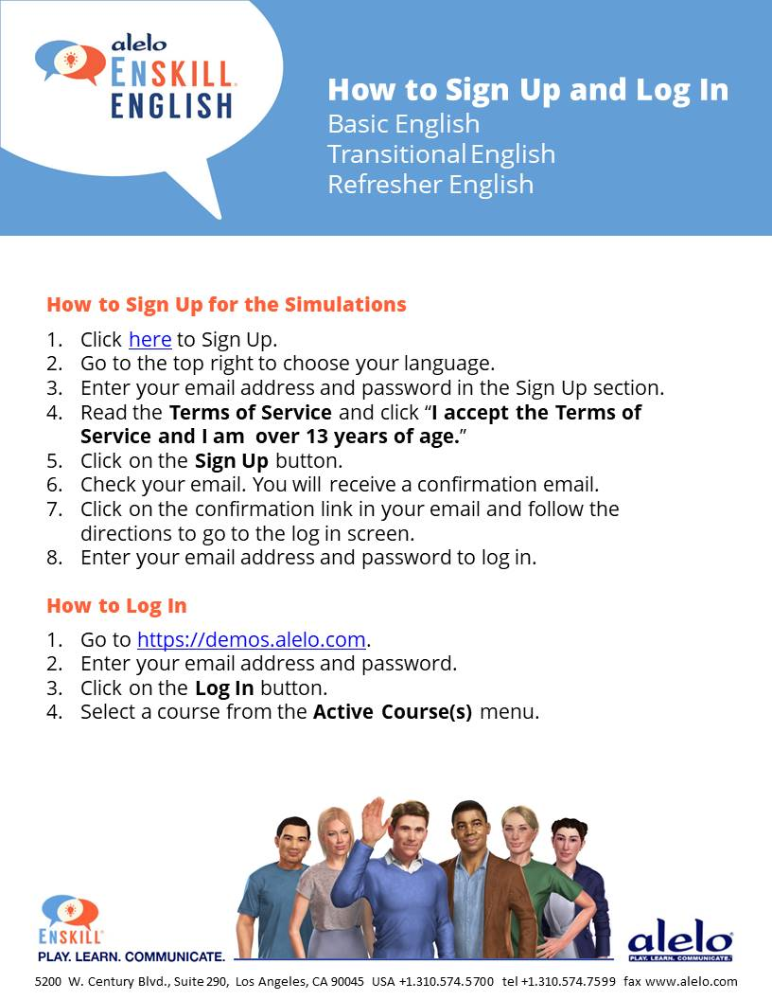 alelo
ENSKILL®
ENGLISH
How to Sign Up and Log In
Basic English
Transitional English
Refresher English
How to Sign Up for the Simulations
1. Click here to Sign Up.
2. Go to the top right to choose your language.
3. Enter your email address and password in the Sign Up section.
4. Read the Terms of Service and click “I accept the Terms of
Service and I am over 13 years of age.”
5. Click on the Sign Up button.
6. Check your email. You will receive a confirmation email.
7. Click on the confirmation link in your email and follow the
directions to go to the log in screen.
8. Enter your email address and password to log in.
How to Log In
1. Go to https://demos.alelo.com.
2. Enter your email address and password.
3. Click on the Log In button.
4. Select a course from the Active Course(s) menu.
ENSKILL®
PLAY. LEARN. COMMUNICATE.
alelo®
PLAY. LEARN. COMMUNICATE.
5200 W. Century Blvd., Suite 290, Los Angeles, CA 90045 USA +1.310.574.5700 tel +1.310.574.7599 fax www.alelo.com